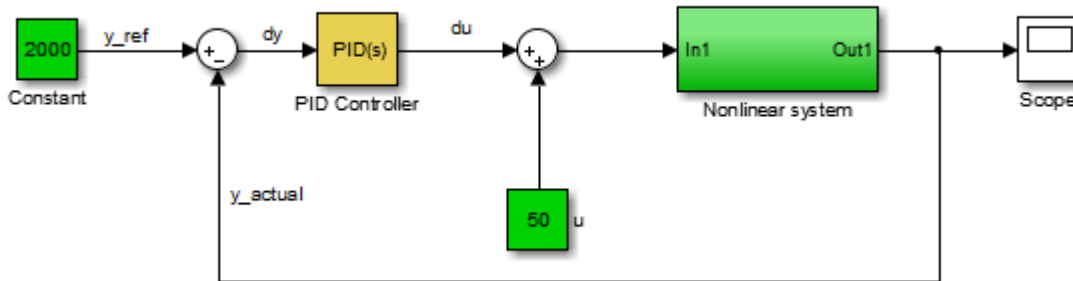 2000
Constant
y_ref
+
−
dy
PID(s)
PID Controller
du
+
+
In1
Out1
Nonlinear system
Scope
y_actual
50
u